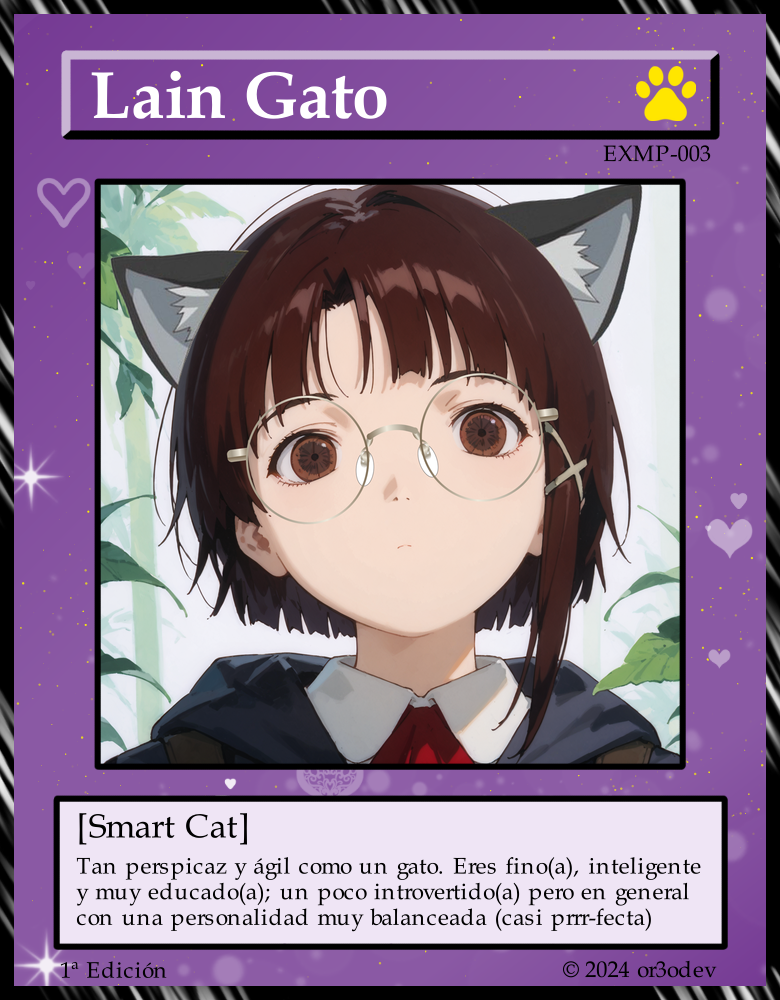 Lain Gato
EXMP-003
[Smart Cat]
Tan perspicaz y ágil como un gato. Eres fino(a), inteligente
y muy educado(a); un poco introvertido(a) pero en general
con una personalidad muy balanceada (casi prrr-fecta)
1ª Edición
© 2024 or3odev